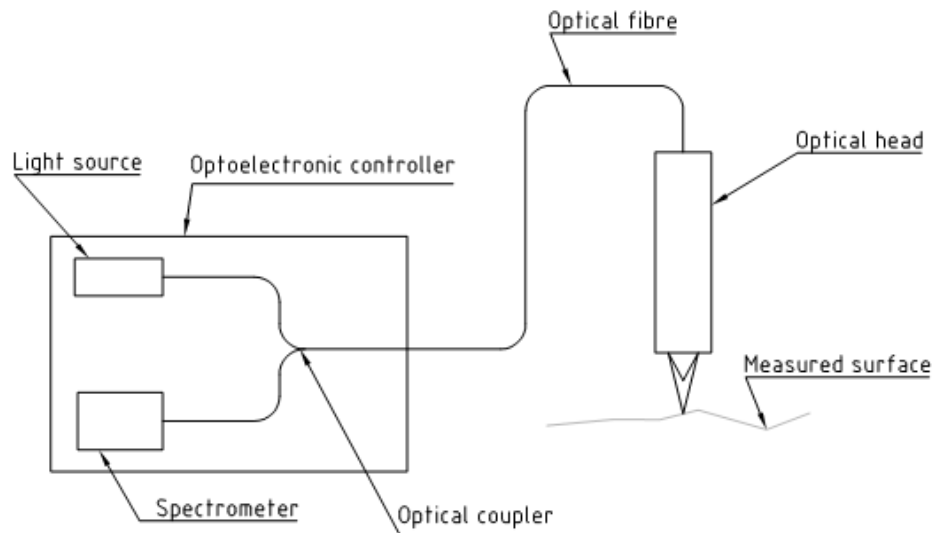 Optical fibre
Optical head
Light source
Optoelectronic controller
Measured surface
Spectrometer
Optical coupler